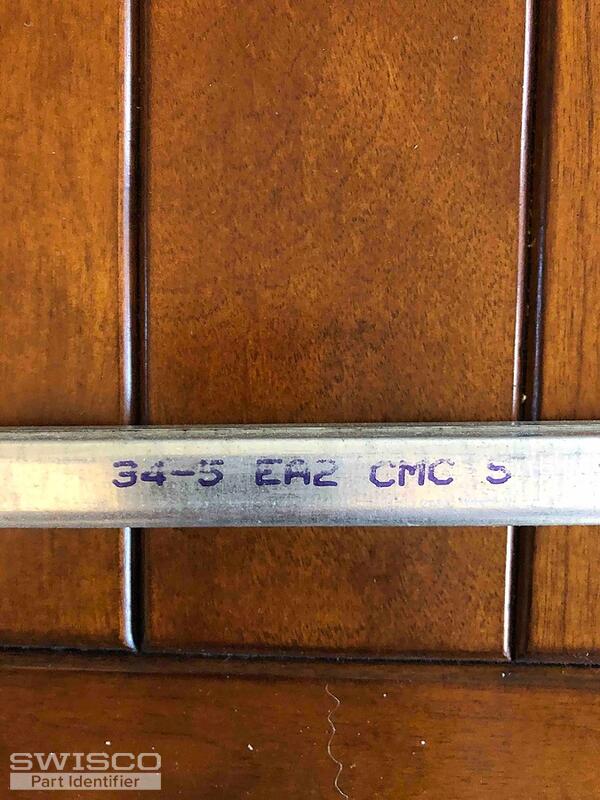 34-5 EA2 CMC S
SWISCO
Part Identifier